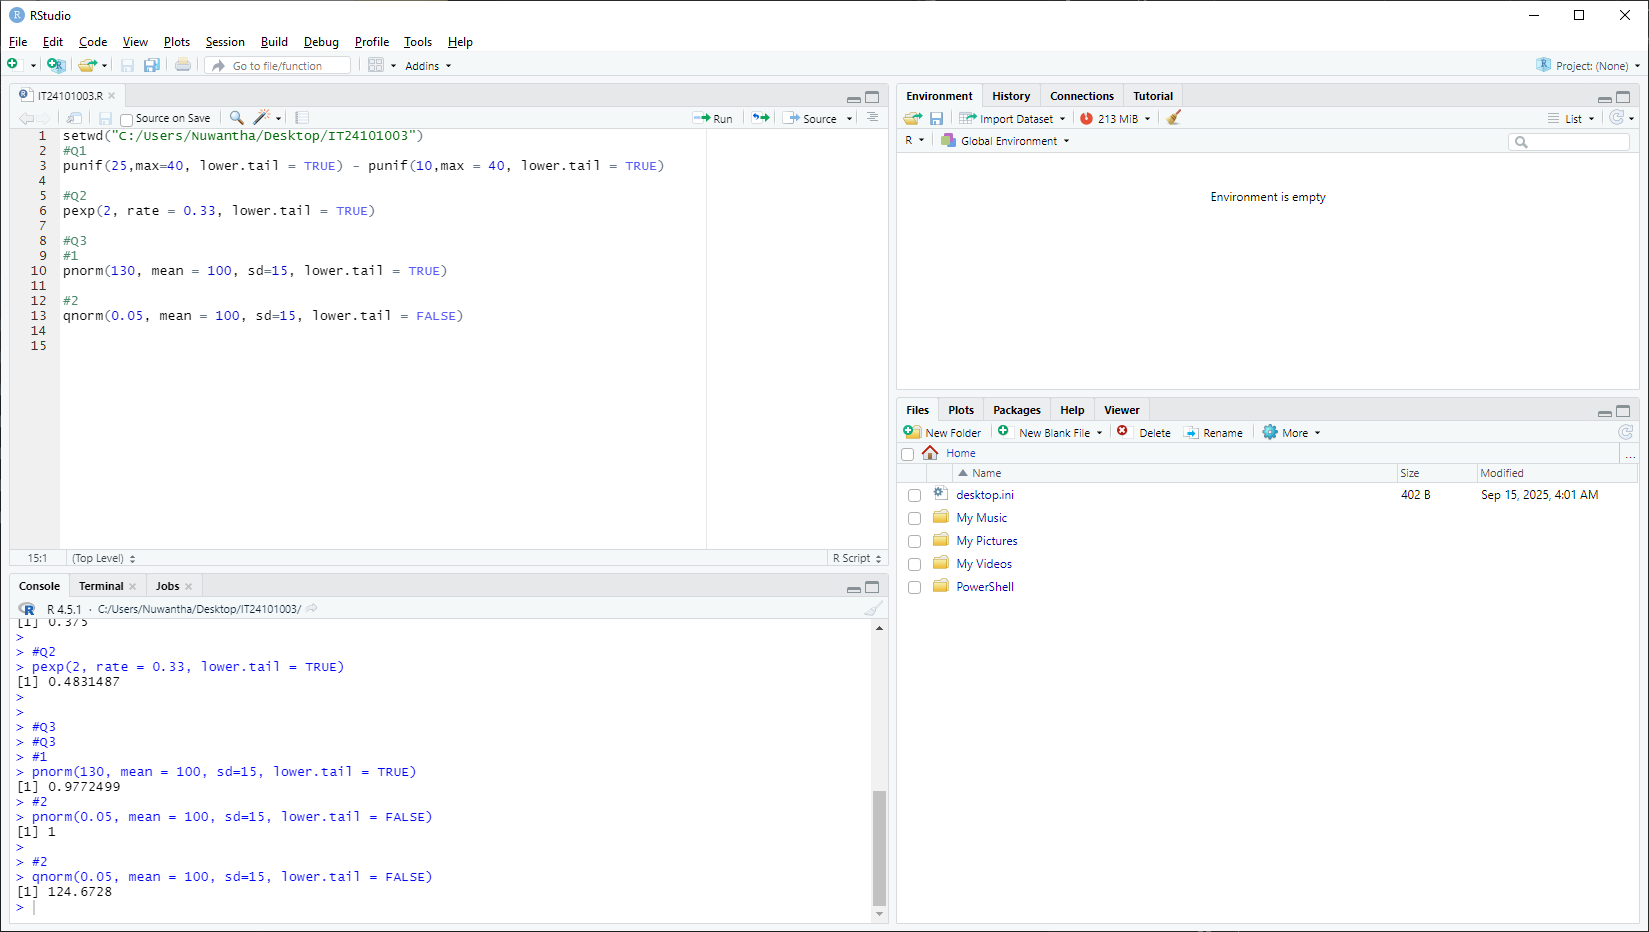 RStudio
File Edit Code View Plots Session Build Debug Profile Tools Help
Go to file/function Addins Project: (None)
IT24101003.R
Source on Save Run Source
1 setwd("C:/Users/Nuwantha/Desktop/IT24101003")
2 #Q1
3 punif(25,max=40, lower.tail = TRUE) - punif(10,max = 40, lower.tail = TRUE)
4
5 #Q2
6 pexp(2, rate = 0.33, lower.tail = TRUE)
7
8 #Q3
9 #1
10 pnorm(130, mean = 100, sd=15, lower.tail = TRUE)
11
12 #2
13 qnorm(0.05, mean = 100, sd=15, lower.tail = FALSE)
14
15
15:1 (Top Level) R Script
Console Terminal Jobs
R 4.5.1 · C:/Users/Nuwantha/Desktop/IT24101003/
[1] 0.375
>
> #Q2
> pexp(2, rate = 0.33, lower.tail = TRUE)
[1] 0.4831487
>
>
> #Q3
> #Q3
> #1
> pnorm(130, mean = 100, sd=15, lower.tail = TRUE)
[1] 0.9772499
> #2
> pnorm(0.05, mean = 100, sd=15, lower.tail = FALSE)
[1] 1
>
> #2
> qnorm(0.05, mean = 100, sd=15, lower.tail = FALSE)
[1] 124.6728
>
Environment History Connections Tutorial
Import Dataset 213 MiB List
R Global Environment
Environment is empty
Files Plots Packages Help Viewer
New Folder New Blank File Delete Rename More
Home ...
Name Size Modified
desktop.ini 402 B Sep 15, 2025, 4:01 AM
My Music
My Pictures
My Videos
PowerShell